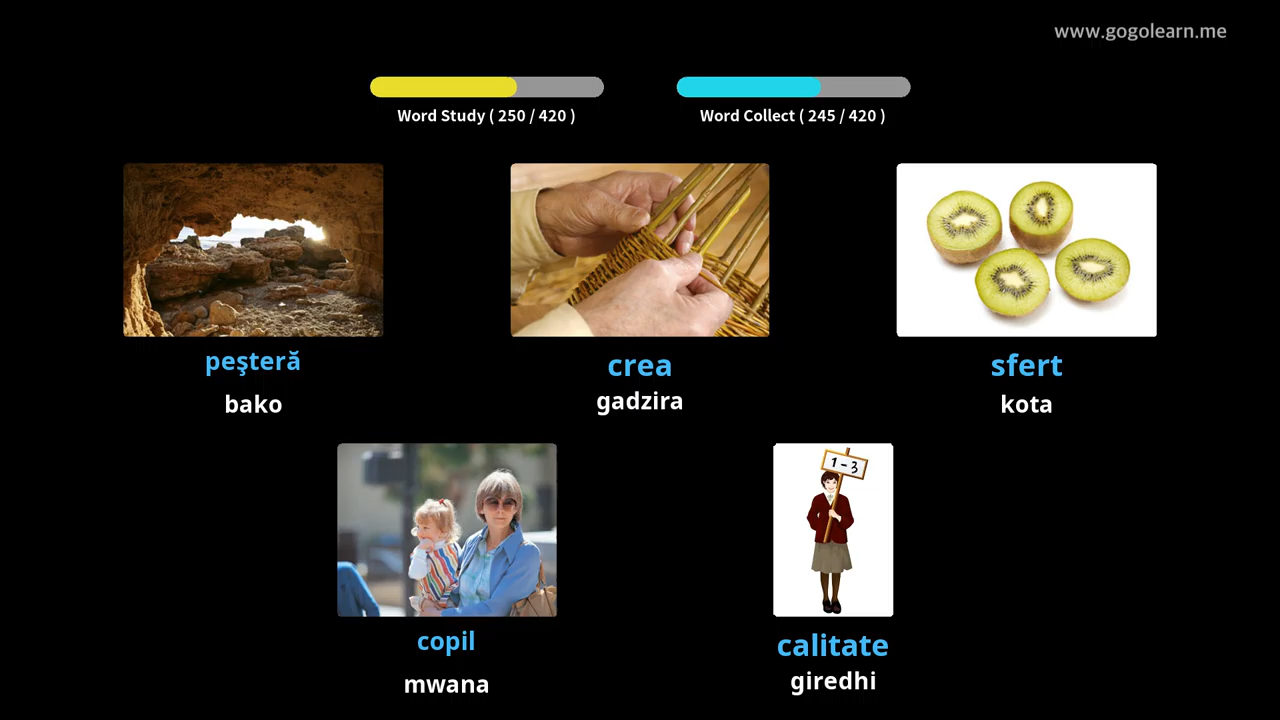 www.gogolearn.me
Word Study ( 250 / 420 )
Word Collect ( 245 / 420 )
peşteră
bako
crea
gadzira
sfert
kota
1-3
copil
mwana
calitate
giredhi